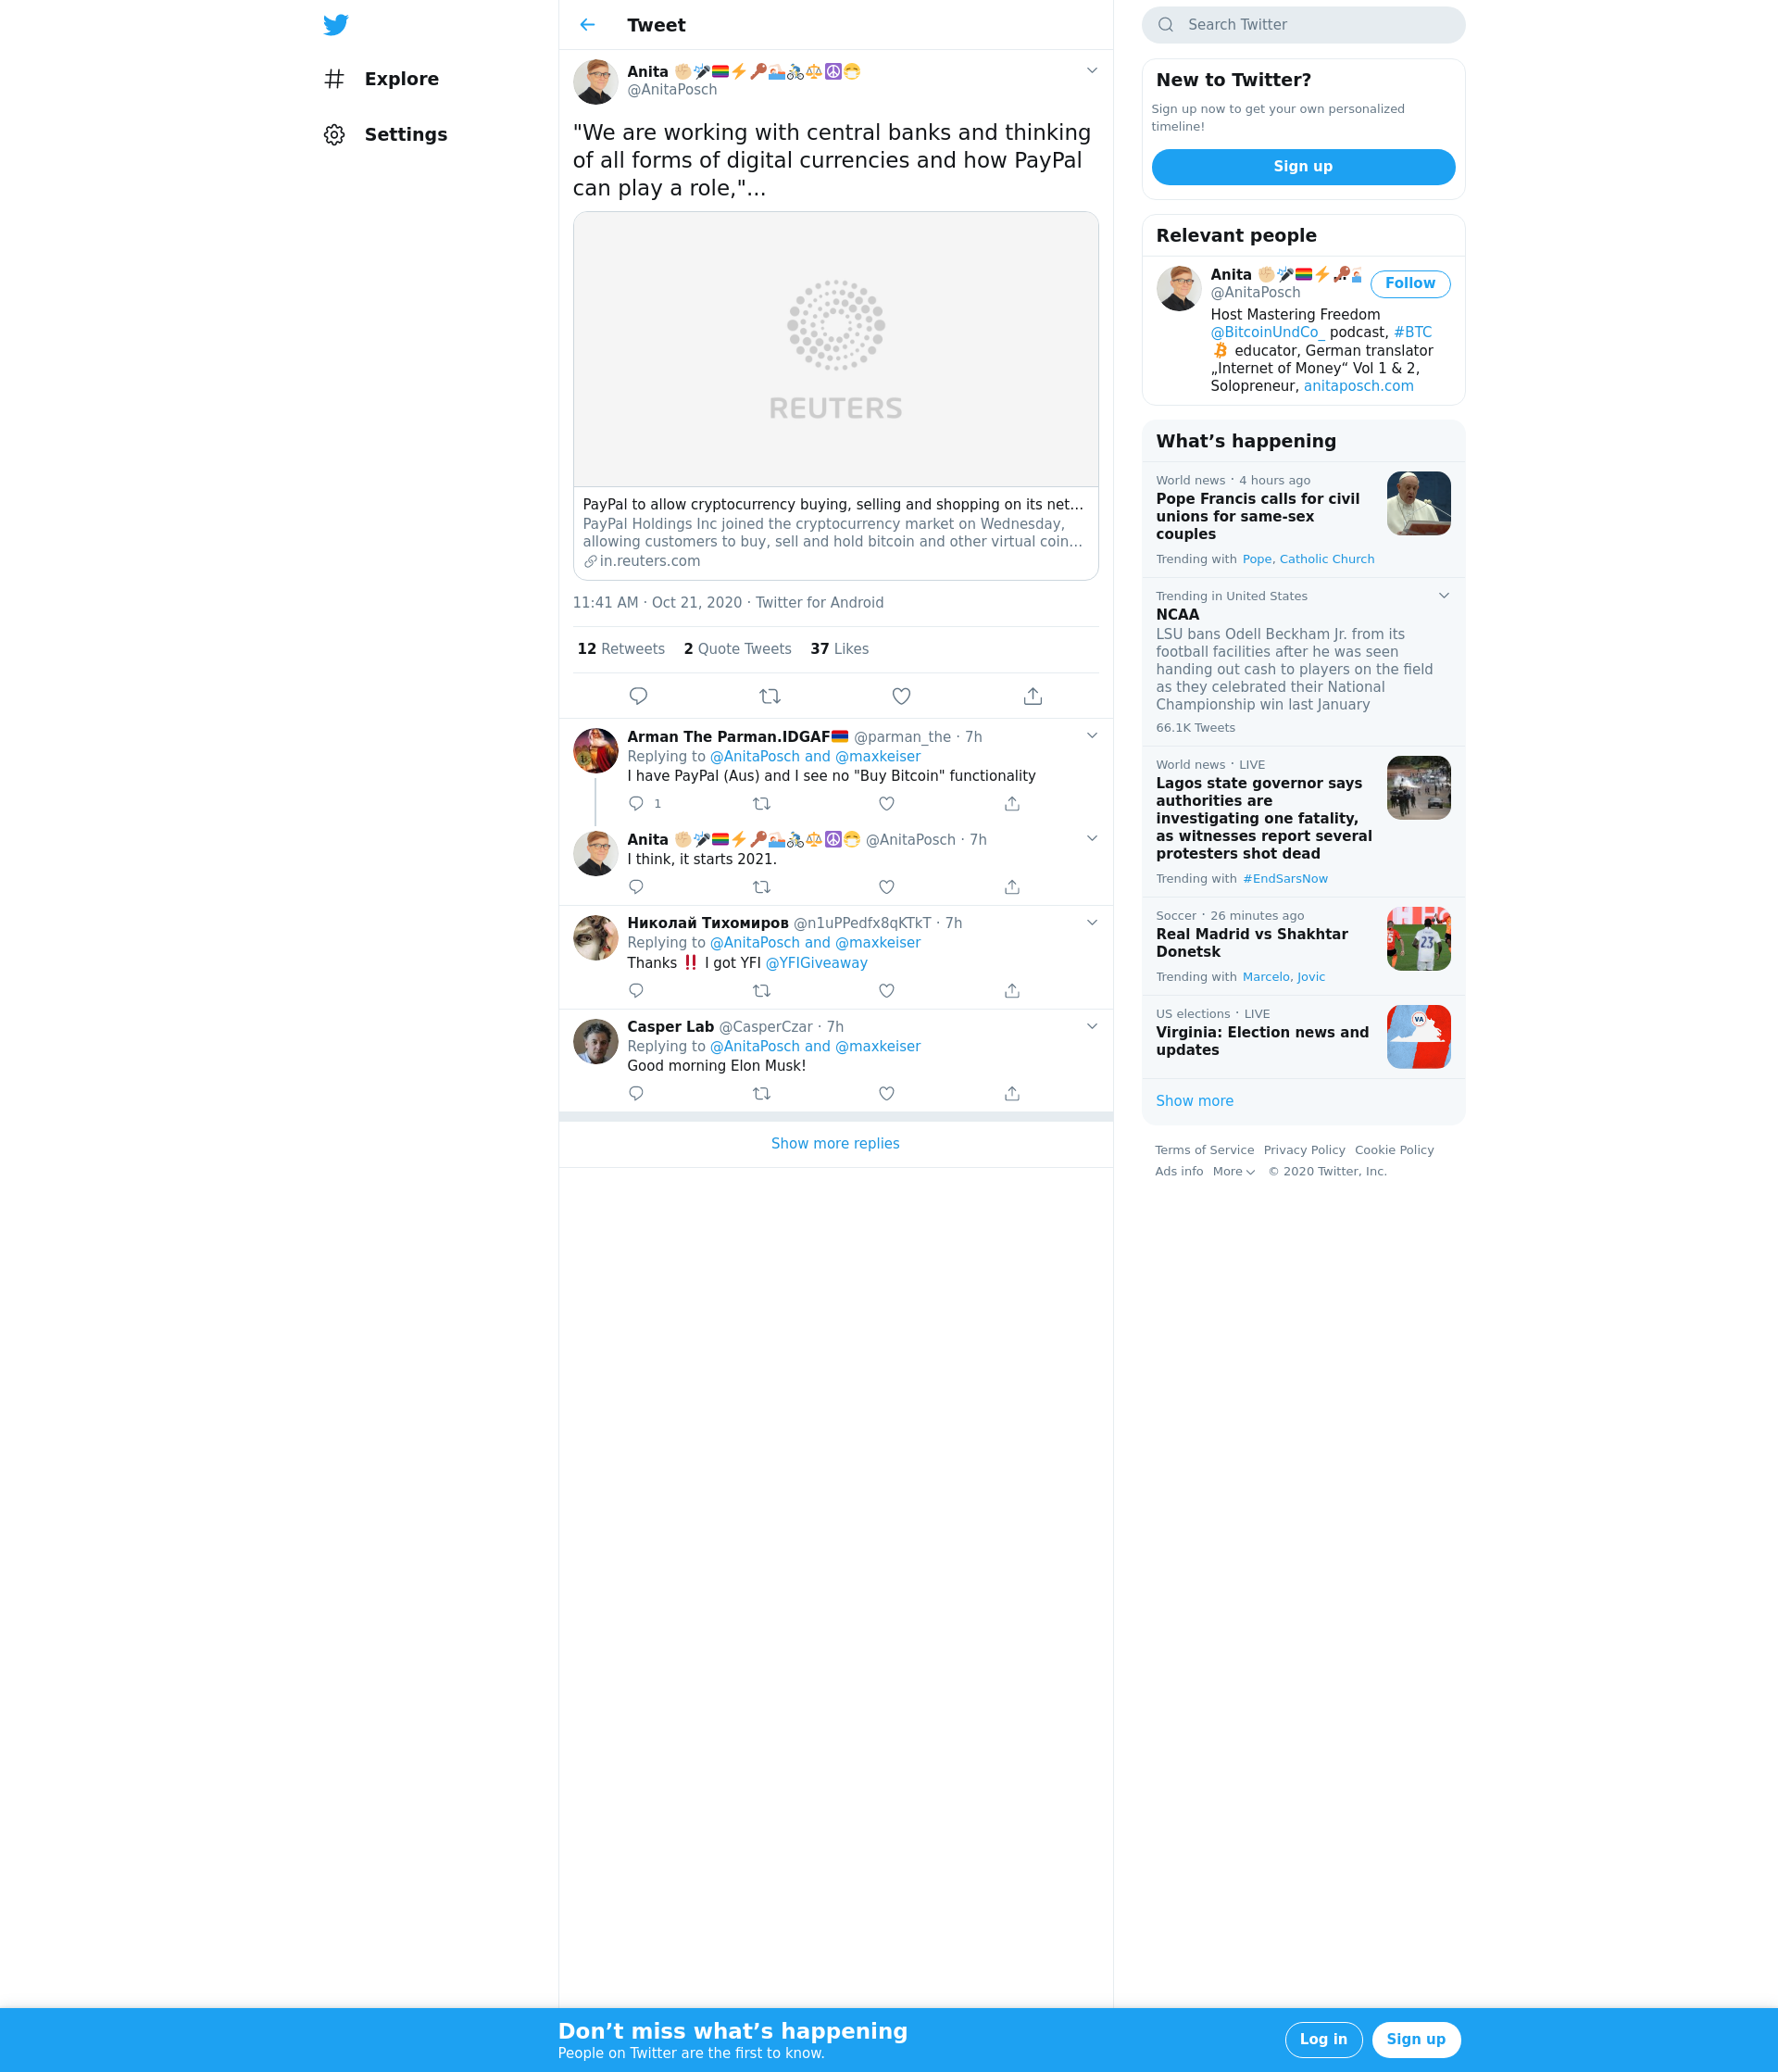 Explore
Settings
Tweet
Anita
@AnitaPosch
"We are working with central banks and thinking
of all forms of digital currencies and how PayPal
can play a role,"...
REUTERS
PayPal to allow cryptocurrency buying, selling and shopping on its net...
PayPal Holdings Inc joined the cryptocurrency market on Wednesday,
allowing customers to buy, sell and hold bitcoin and other virtual coin...
in.reuters.com
11:41 AM · Oct 21, 2020 · Twitter for Android
12 Retweets 2 Quote Tweets 37 Likes
Arman The Parman.IDGAF @parman_the · 7h
Replying to @AnitaPosch and @maxkeiser
I have PayPal (Aus) and I see no "Buy Bitcoin" functionality
1
Anita @AnitaPosch · 7h
I think, it starts 2021.
Николай Тихомиров @n1uPPedfx8qKTkT · 7h
Replying to @AnitaPosch and @maxkeiser
Thanks ‼ I got YFI @YFIGiveaway
Casper Lab @CasperCzar · 7h
Replying to @AnitaPosch and @maxkeiser
Good morning Elon Musk!
Show more replies
Search Twitter
New to Twitter?
Sign up now to get your own personalized
timeline!
Sign up
Relevant people
Anita
@AnitaPosch
Follow
Host Mastering Freedom
@BitcoinUndCo_ podcast, #BTC
educator, German translator
„Internet of Money“ Vol 1 & 2,
Solopreneur, anitaposch.com
What’s happening
World news · 4 hours ago
Pope Francis calls for civil
unions for same-sex
couples
Trending with Pope, Catholic Church
Trending in United States
NCAA
LSU bans Odell Beckham Jr. from its
football facilities after he was seen
handing out cash to players on the field
as they celebrated their National
Championship win last January
66.1K Tweets
World news · LIVE
Lagos state governor says
authorities are
investigating one fatality,
as witnesses report several
protesters shot dead
Trending with #EndSarsNow
Soccer · 26 minutes ago
Real Madrid vs Shakhtar
Donetsk
Trending with Marcelo, Jovic
5
23
US elections · LIVE
Virginia: Election news and
updates
VA
Show more
Terms of Service Privacy Policy Cookie Policy
Ads info More © 2020 Twitter, Inc.
Don’t miss what’s happening
People on Twitter are the first to know.
Log in
Sign up